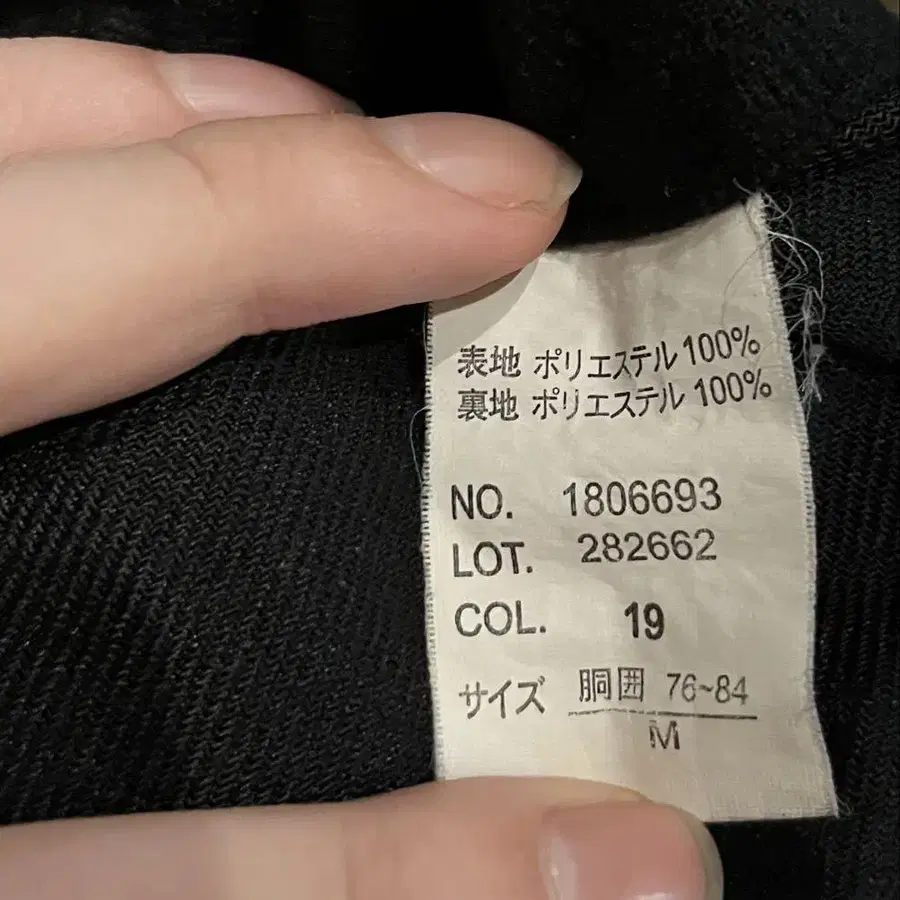 表地 ポリエステル 100%
裏地 ポリエステル 100%
NO. 1806693
LOT. 282662
COL. 19
サイズ 胴囲 76~84
M